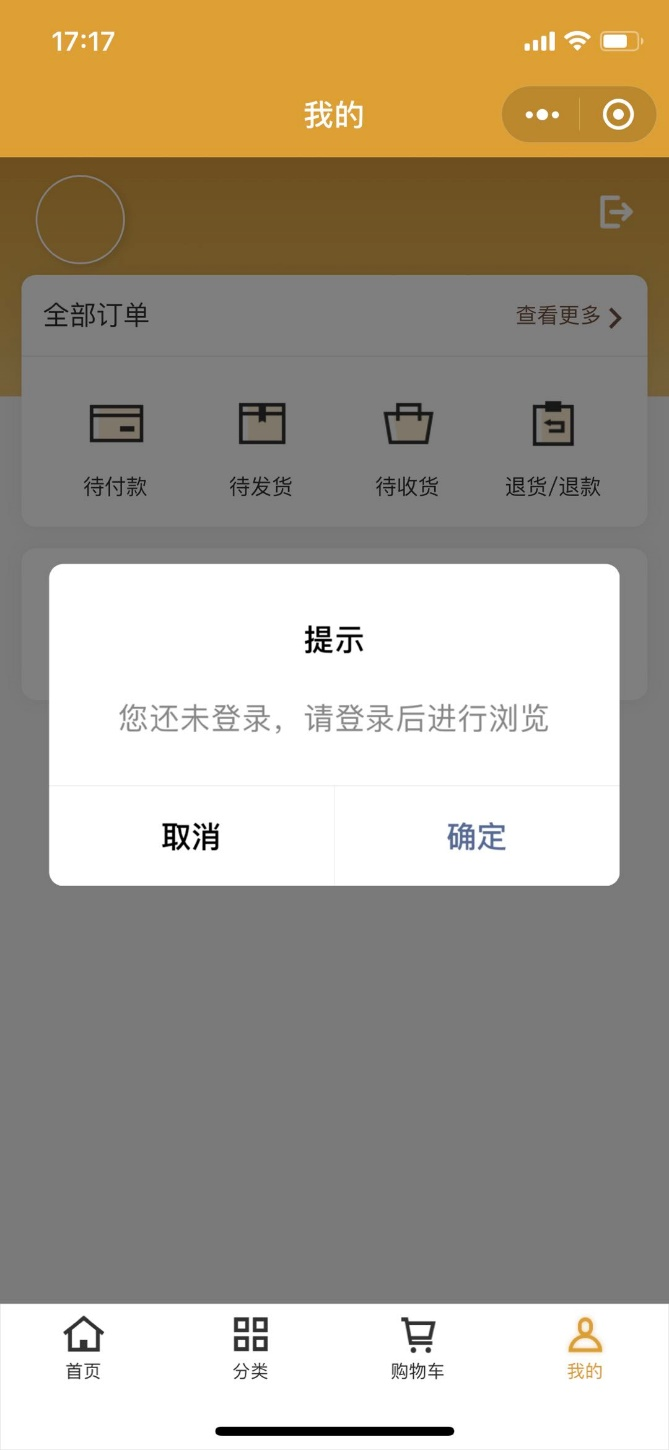 17:17
我的
全部订单
查看更多
待付款
待发货
待收货
退货/退款
提示
您还未登录，请登录后进行浏览
取消
确定
首页
分类
购物车
我的